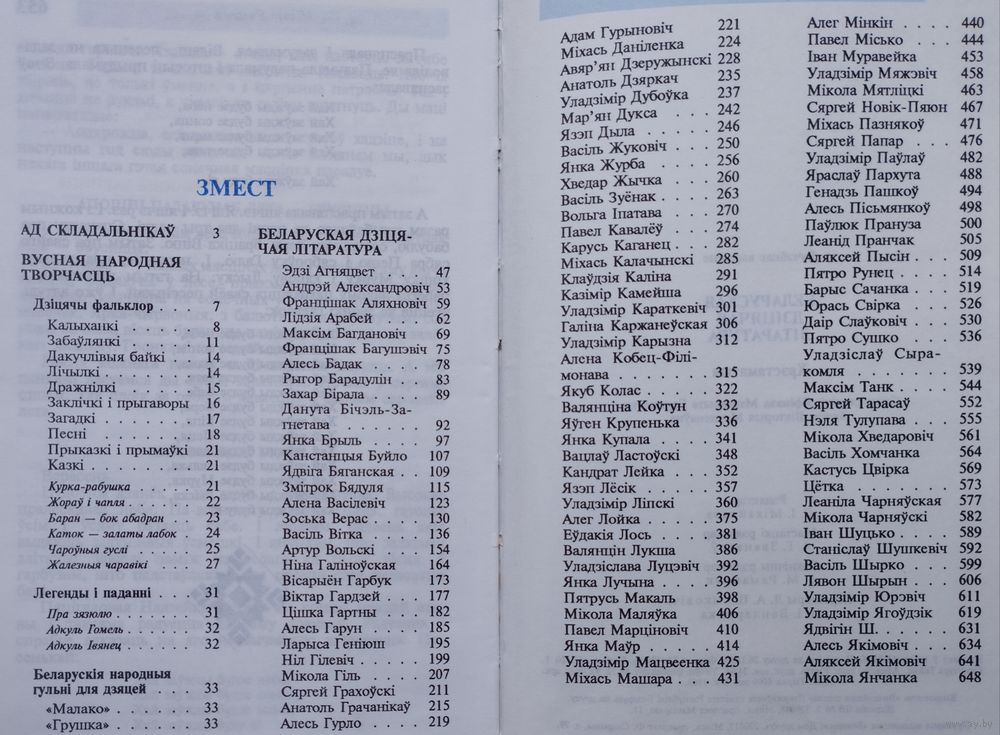 ЗМЕСТ
АД СКЛАДАЛЬНІКАЎ 3
ВУСНАЯ НАРОДНАЯ
ТВОРЧАСЦЬ
Дзіцячы фальклор . . . 7
Калыханкі . . . . . 8
Забаўлянкі . . . . . 11
Дакучлівыя байкі . . 14
Лічылкі . . . . . . 14
Дражнілкі . . . . . 15
Заклічкі і прыгаворы 16
Загадкі . . . . . . 17
Песні . . . . . . . 18
Прыказкі і прымаўкі 21
Казкі . . . . . . . 21
Курка-рабушка . . . . 21
Жораў і чапля . . . . 22
Баран — бок абадран . . 23
Каток — залаты лабок . 24
Чароўныя гуслі . . . . 25
Жалезныя чаравікі . . . 27
Легенды і паданні . . . 31
Пра зязюлю . . . . . 31
Адкуль Гомель . . . . 32
Адкуль Івянец . . . . . 32
Беларускія народныя
гульні для дзяцей . . . 33
«Малако» . . . . . 33
«Грушка» . . . . . 33
БЕЛАРУСКАЯ ДЗІЦЯ-
ЧАЯ ЛІТАРАТУРА
Эдзі Агняцвет . . . . 47
Андрэй Александровіч 53
Францішак Аляхновіч 59
Лідзія Арабей . . . . 62
Максім Багдановіч . . 69
Францішак Багушэвіч 75
Алесь Бадак . . . . 78
Рыгор Барадулін . . 83
Захар Бірала . . . . 89
Данута Бічэль-За-
гнетава . . . . . . 92
Янка Брыль . . . . 97
Канстанцыя Буйло . 107
Ядвіга Бяганская . . 109
Змітрок Бядуля . . 115
Алена Васілевіч . . 123
Зоська Верас . . . . 130
Васіль Вітка . . . . 136
Артур Вольскі . . . 154
Ніна Галіноўская . . 164
Вісарыён Гарбук . . 173
Віктар Гардзей . . . 177
Цішка Гартны . . . 182
Алесь Гарун . . . . 185
Ларыса Геніюш . . . 195
Ніл Гілевіч . . . . . 199
Мікола Гіль . . . . 207
Сяргей Грахоўскі . . 211
Анатоль Грачанікаў 215
Алесь Гурло . . . . 219
Адам Гурыновіч 221
Міхась Даніленка . . 224
Авяр'ян Дзеружынскі 228
Анатоль Дзяркач . . 235
Уладзімір Дубоўка . 237
Мар'ян Дукса . . . 242
Язэп Дыла . . . . . 246
Васіль Жуковіч . . . 250
Янка Журба . . . . 256
Хведар Жычка . . . 260
Васіль Зуёнак . . . . 263
Вольга Іпатава . . . 270
Павел Кавалёў . . . 274
Карусь Каганец . . . 282
Міхась Калачынскі . 285
Клаўдзія Каліна . . 291
Казімір Камейша . . 296
Уладзімір Караткевіч 301
Галіна Каржанеўская 306
Уладзімір Карызна . 312
Алена Кобец-Філі-
монава . . . . . . 315
Якуб Колас . . . . 322
Валянціна Коўтун . 332
Яўген Крупенька . . 336
Янка Купала . . . . 341
Вацлаў Ластоўскі . . 348
Кандрат Лейка . . . 352
Язэп Лёсік . . . . . 357
Уладзімір Ліпскі . . 360
Алег Лойка . . . . 375
Еўдакія Лось . . . . 381
Валянцін Лукша . . 386
Уладзіслава Луцэвіч . 392
Янка Лучына . . . . 396
Пятрусь Макаль . . 398
Мікола Маляўка . . 406
Павел Марціновіч . . 410
Янка Маўр . . . . . 414
Уладзімір Мацвеенка 425
Міхась Машара . . . 431
Алег Мінкін . . . . 440
Павел Місько . . . 444
Іван Муравейка . . 453
Уладзімір Мяжэвіч . 458
Мікола Мятліцкі . . 463
Сяргей Новік-Пяюн 467
Міхась Пазнякоў . . 471
Сяргей Папар . . . 476
Уладзімір Паўлаў . . 482
Яраслаў Пархута . . 488
Генадзь Пашкоў . . 494
Алесь Пісьмянкоў . 498
Паўлюк Прануза . . 500
Леанід Пранчак . . 505
Аляксей Пысін . . . 509
Пятро Рунец . . . . 514
Барыс Сачанка . . . 519
Юрась Свірка . . . 526
Даір Слаўковіч . . . 530
Пятро Сушко . . . . 536
Уладзіслаў Сыра-
комля . . . . . . . 539
Максім Танк . . . . 544
Сяргей Тарасаў . . . 552
Нэля Тулупава . . . 555
Мікола Хведаровіч . 561
Васіль Хомчанка . . 564
Кастусь Цвірка . . . 569
Цётка . . . . . . . 573
Леаніла Чарняўская 577
Мікола Чарняўскі . 582
Іван Шуцько . . . . 589
Станіслаў Шушкевіч 592
Васіль Шырко . . . 599
Лявон Шырын . . . 606
Уладзімір Юрэвіч . 611
Уладзімір Ягоўдзік . 619
Ядвігін Ш. . . . . . 631
Алесь Якімовіч . . . 634
Аляксей Якімовіч . 641
Мікола Янчанка . . 648
www.ay.by